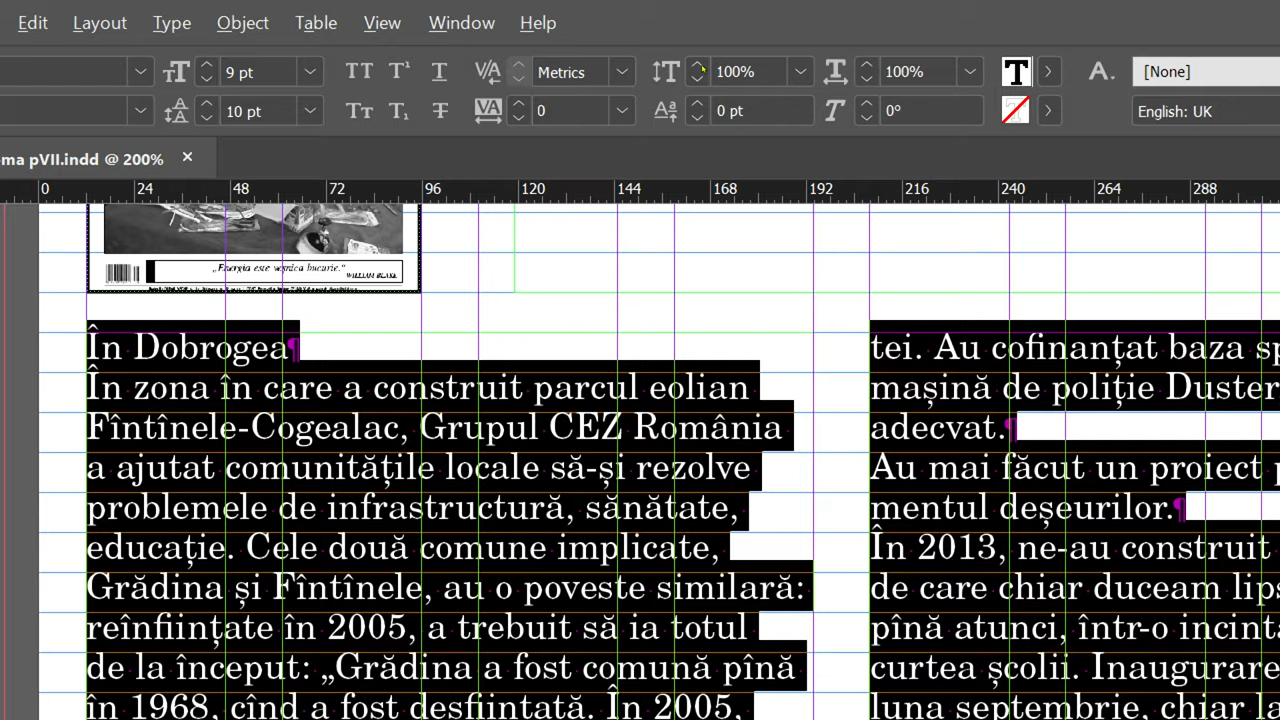 Edit Layout Type Object Table View Window Help
9 pt Metrics 100% 100% [None]
10 pt 0 0 pt 0° English: UK
ma pVII.indd @ 200% ×
0 24 48 72 96 120 144 168 192 216 240 264 288
„Energia este veșnica bucurie.“
WILLIAM BLAKE
În Dobrogea¶
În zona în care a construit parcul eolian
Fîntînele-Cogealac, Grupul CEZ România
a ajutat comunitățile locale să-și rezolve
problemele de infrastructură, sănătate,
educație. Cele două comune implicate,
Grădina și Fîntînele, au o poveste similară:
reînființate în 2005, a trebuit să ia totul
de la început: „Grădina a fost comună pînă
în 1968, cînd a fost desființată. În 2005,
tei. Au cofinanțat baza sp
mașină de poliție Duster
adecvat.¶
Au mai făcut un proiect p
mentul deșeurilor.¶
În 2013, ne-au construit
de care chiar duceam lips
pînă atunci, într-o incint
curtea școlii. Inaugurare
luna septembrie, chiar la